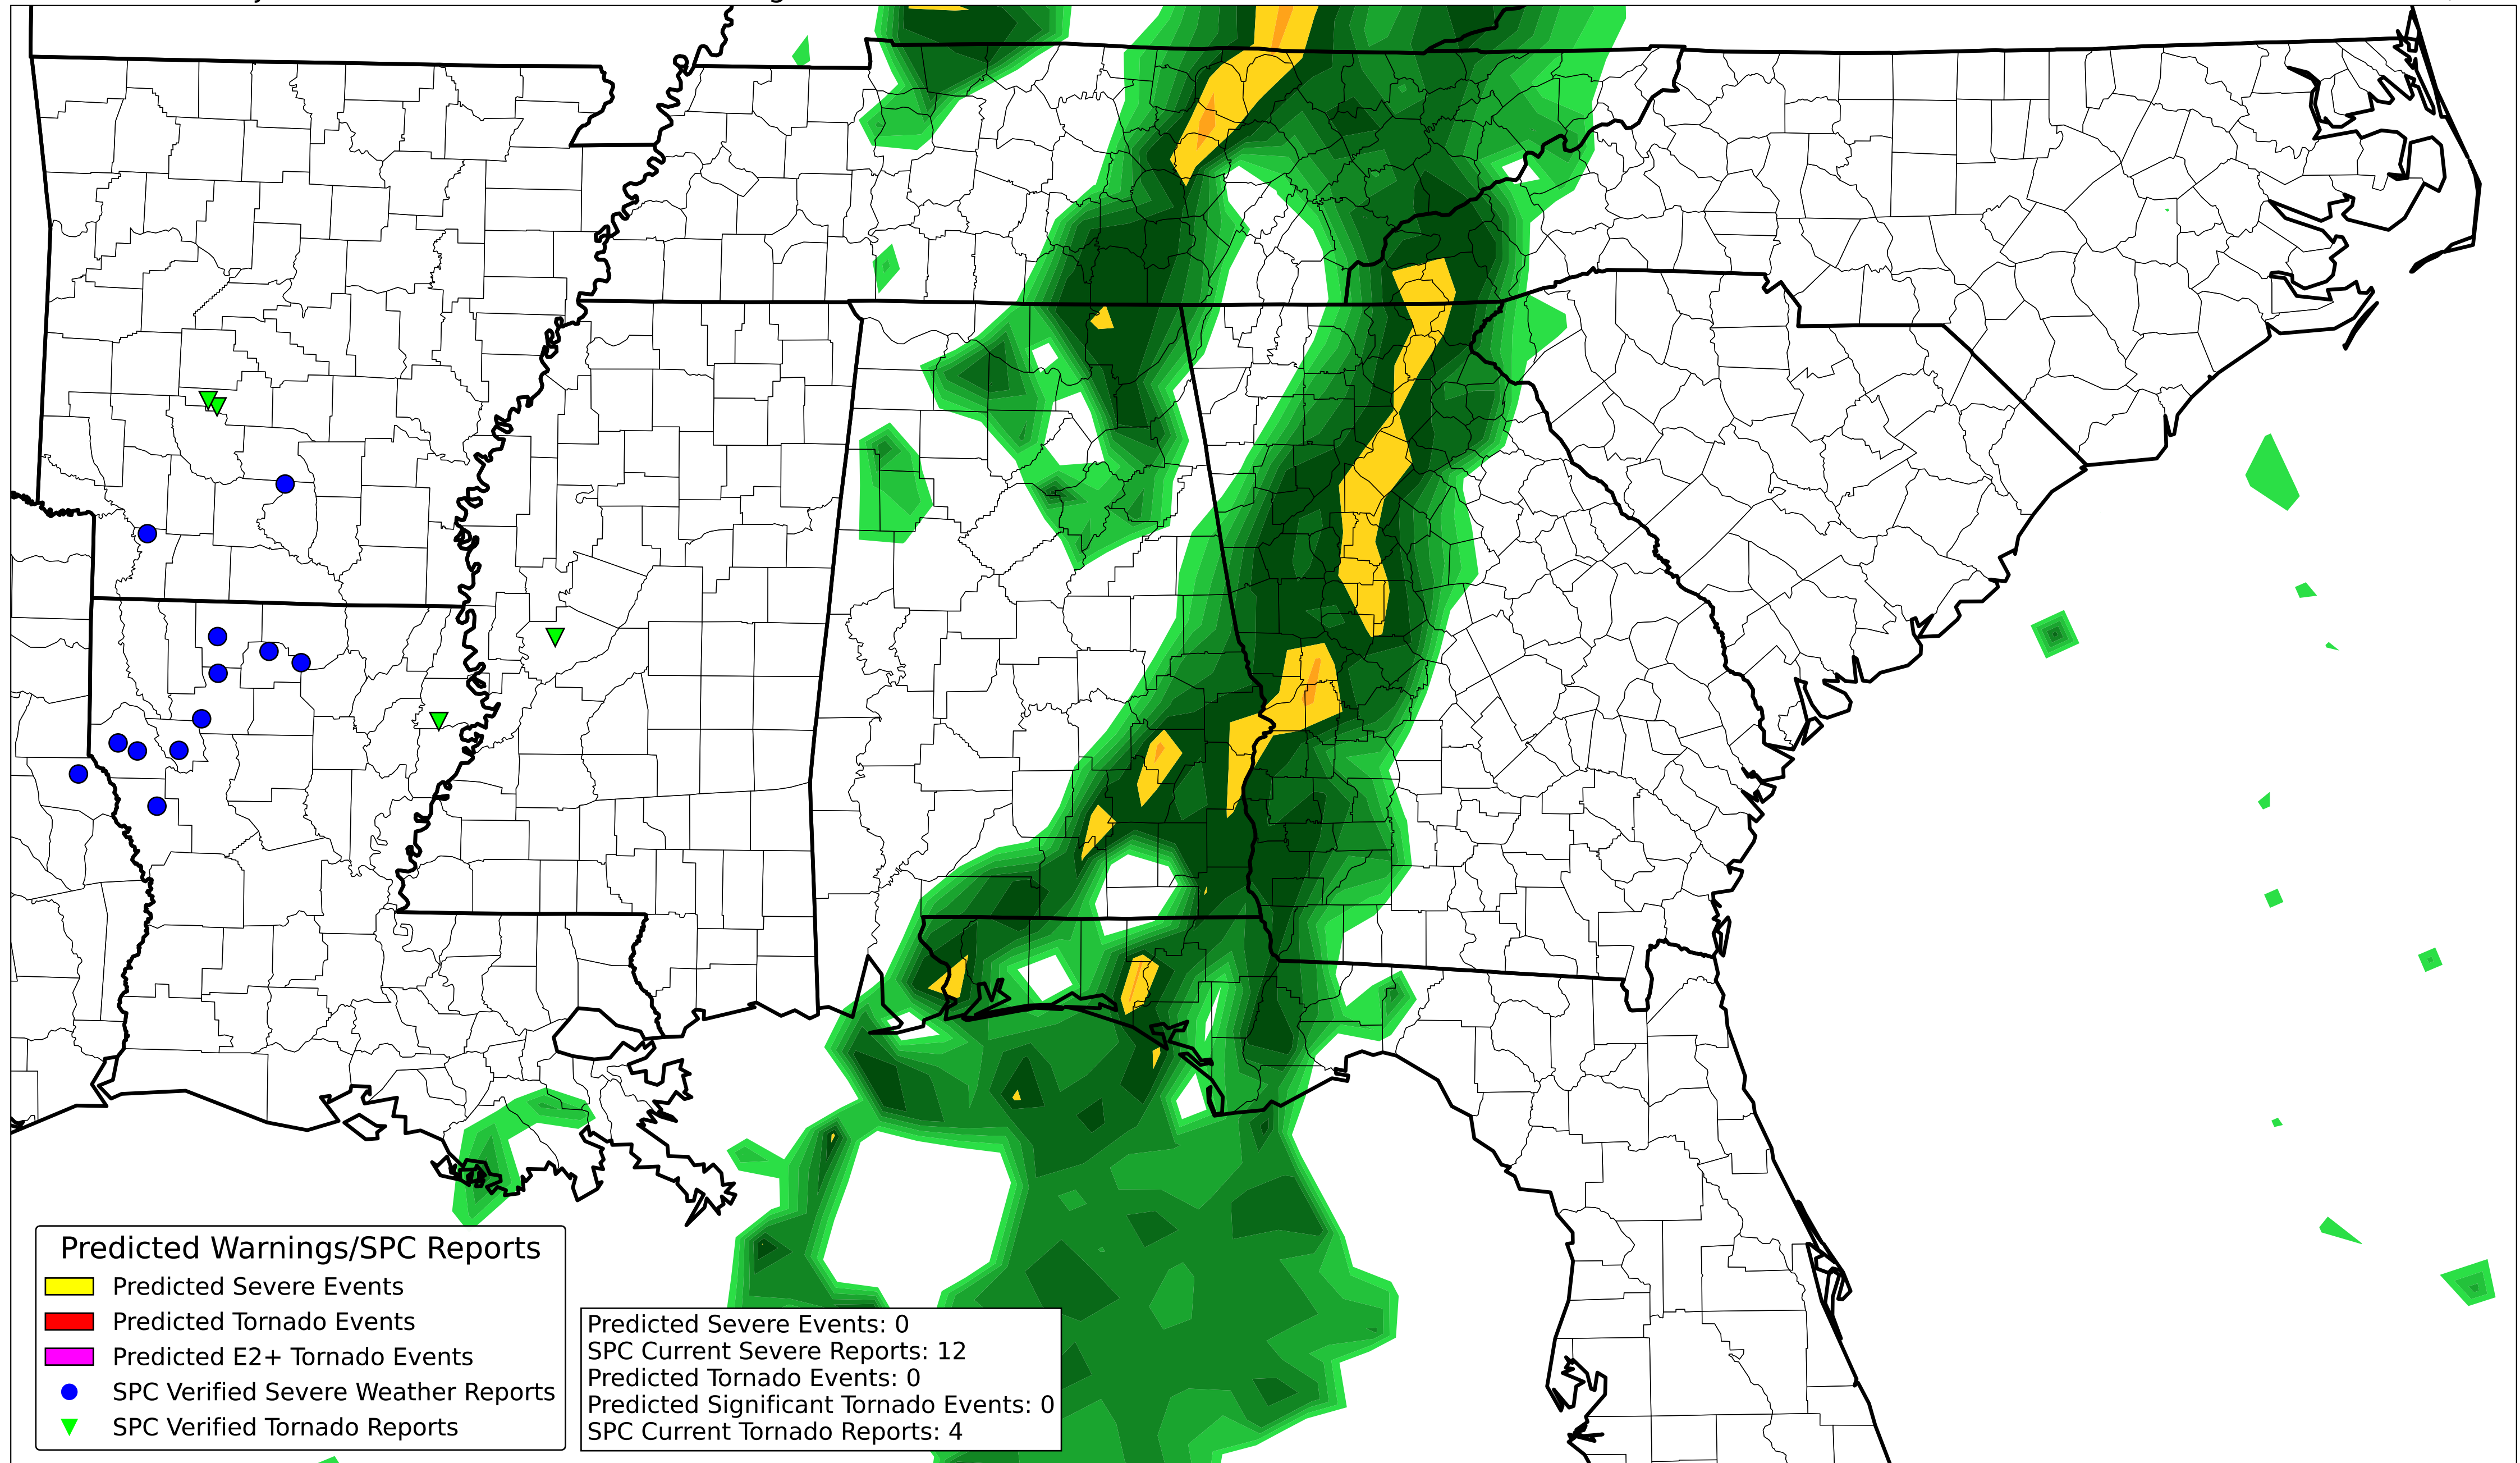 Predicted Warnings/SPC Reports
Predicted Severe Events
Predicted Tornado Events
Predicted E2+ Tornado Events
SPC Verified Severe Weather Reports
SPC Verified Tornado Reports
Predicted Severe Events: 0
SPC Current Severe Reports: 12
Predicted Tornado Events: 0
Predicted Significant Tornado Events: 0
SPC Current Tornado Reports: 4